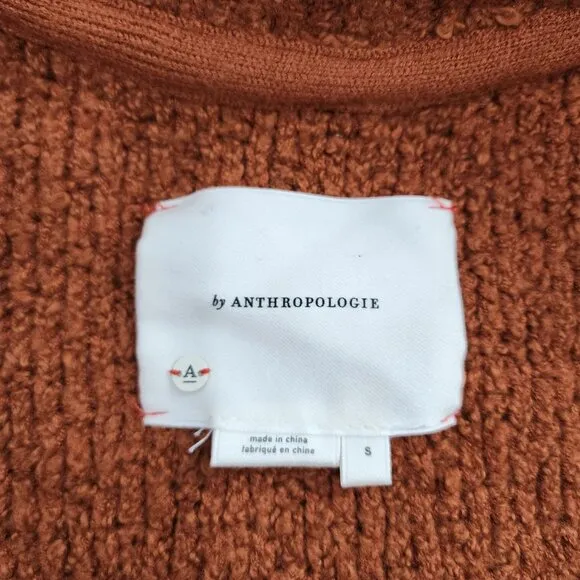 by ANTHROPOLOGIE
A
made in china
fabriqué en chine
S